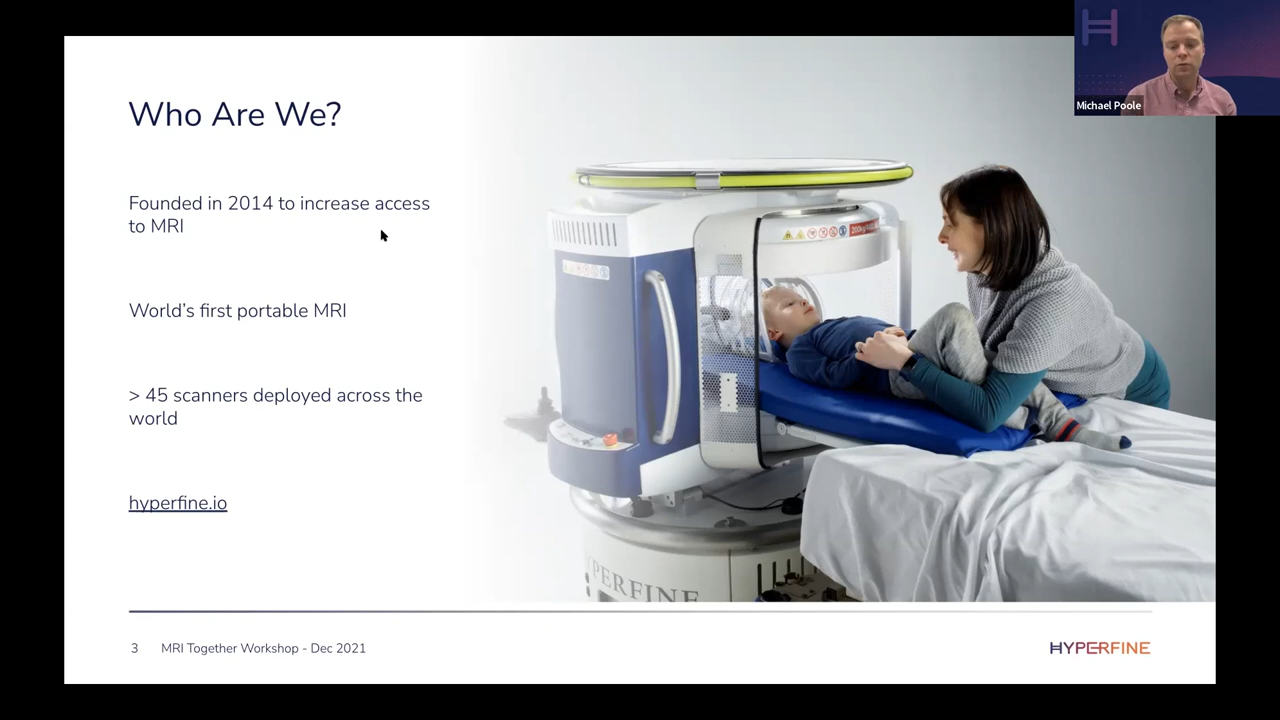 Who Are We?
Founded in 2014 to increase access
to MRI
World's first portable MRI
> 45 scanners deployed across the
world
hyperfine.io
3 MRI Together Workshop - Dec 2021
HYPERFINE
Michael Poole